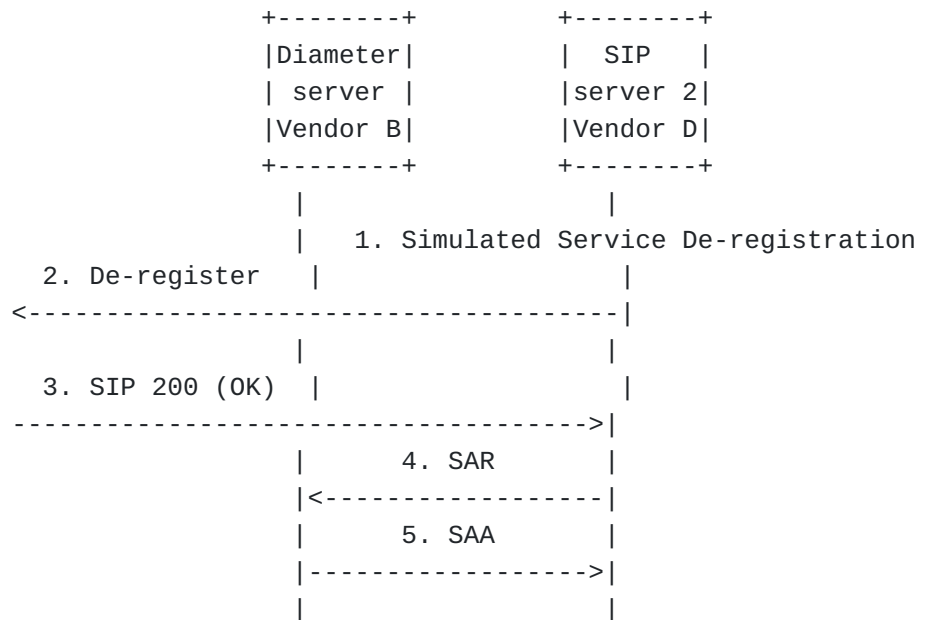 +--------+         +--------+
|Diameter|         |  SIP   |
| server |         |server 2|
|Vendor B|         |Vendor D|
+--------+         +--------+
|                   |
|   1. Simulated Service De-registration
2. De-register   |                   |
<--------------------------------------|
|                   |
3. SIP 200 (OK)  |                   |
------------------------------------->|
|      4. SAR       |
|<------------------|
|      5. SAA       |
|------------------>|
|                   |